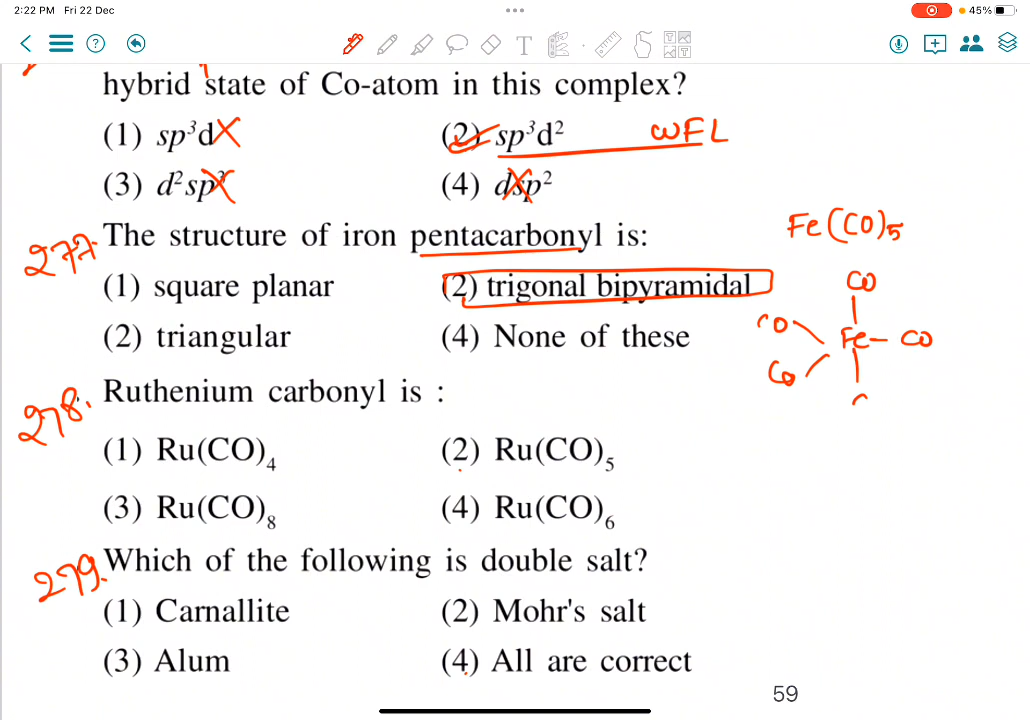 2:22 PM Fri 22 Dec
45%
hybrid state of Co-atom in this complex?
(1) sp³d (2) sp³d² WFL
(3) d²sp³ (4) dsp²
277. The structure of iron pentacarbonyl is:
Fe(CO)₅
(1) square planar (2) trigonal bipyramidal
CO
(2) triangular (4) None of these
CO Fe – CO
CO
278. Ruthenium carbonyl is :
(1) Ru(CO)₄ (2) Ru(CO)₅
(3) Ru(CO)₈ (4) Ru(CO)₆
279. Which of the following is double salt?
(1) Carnallite (2) Mohr's salt
(3) Alum (4) All are correct
59